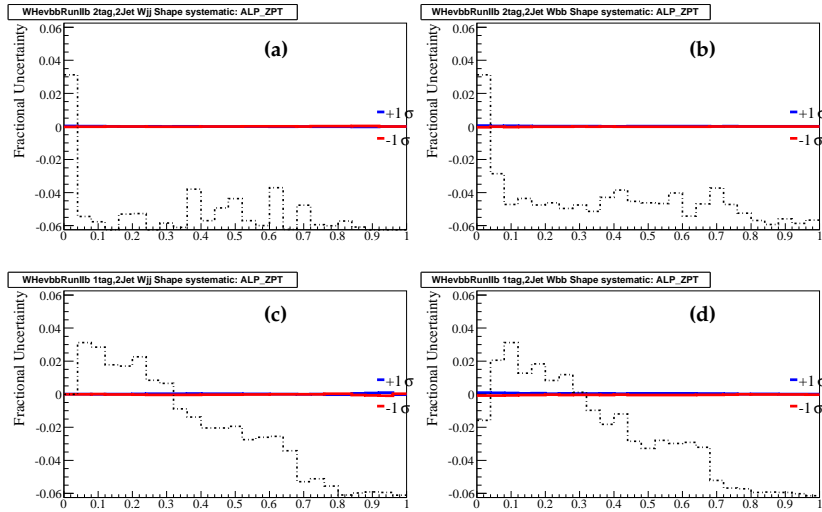 WHevbbRunIIb 2tag,2Jet Wjj Shape systematic: ALP_ZPT
Fractional Uncertainty
0.06
0.04
0.02
0
-0.02
-0.04
-0.06
(a)
+1 σ
-1 σ
0 0.1 0.2 0.3 0.4 0.5 0.6 0.7 0.8 0.9 1
WHevbbRunIIb 2tag,2Jet Wbb Shape systematic: ALP_ZPT
Fractional Uncertainty
0.06
0.04
0.02
0
-0.02
-0.04
-0.06
(b)
+1 σ
-1 σ
0 0.1 0.2 0.3 0.4 0.5 0.6 0.7 0.8 0.9 1
WHevbbRunIIb 1tag,2Jet Wjj Shape systematic: ALP_ZPT
Fractional Uncertainty
0.06
0.04
0.02
0
-0.02
-0.04
-0.06
(c)
+1 σ
-1 σ
0 0.1 0.2 0.3 0.4 0.5 0.6 0.7 0.8 0.9 1
WHevbbRunIIb 1tag,2Jet Wbb Shape systematic: ALP_ZPT
Fractional Uncertainty
0.06
0.04
0.02
0
-0.02
-0.04
-0.06
(d)
+1 σ
-1 σ
0 0.1 0.2 0.3 0.4 0.5 0.6 0.7 0.8 0.9 1